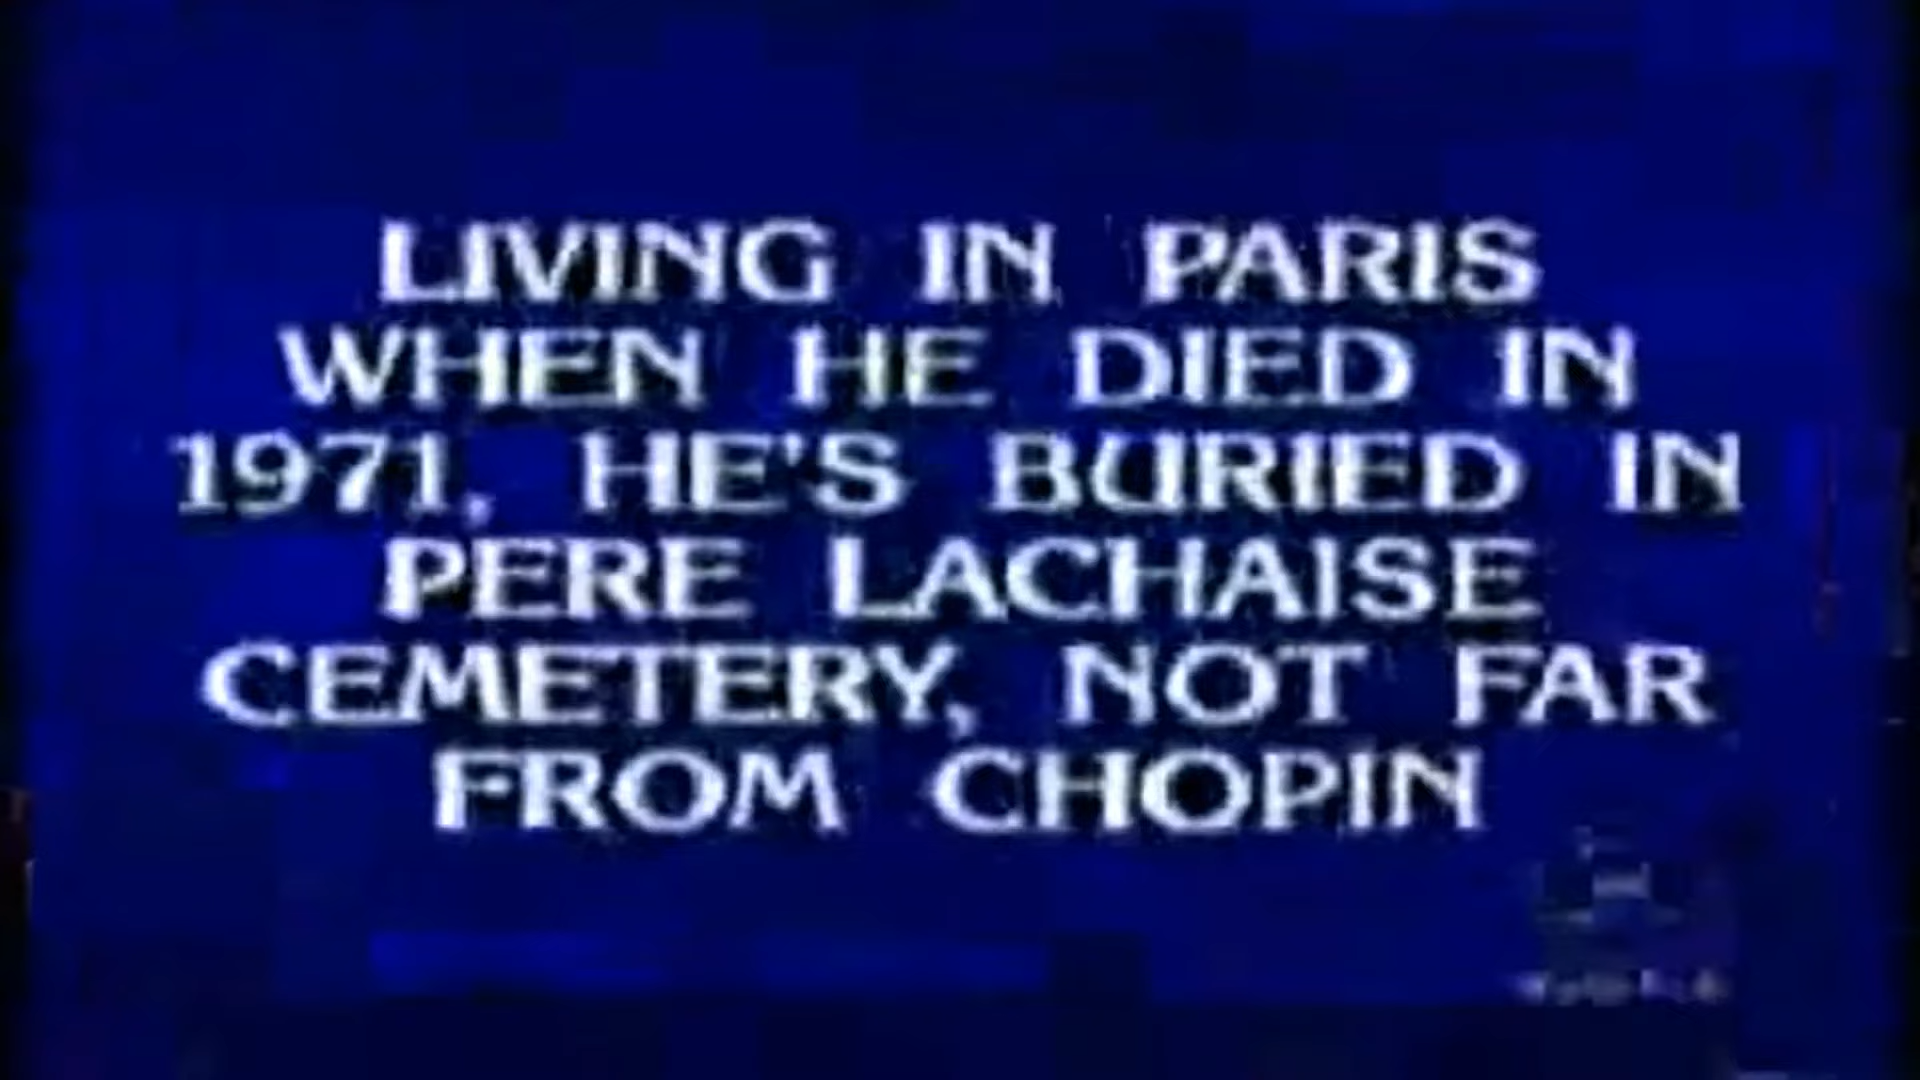 LIVING IN PARIS
WHEN HE DIED IN
1971, HE'S BURIED IN
PERE LACHAISE
CEMETERY, NOT FAR
FROM CHOPIN